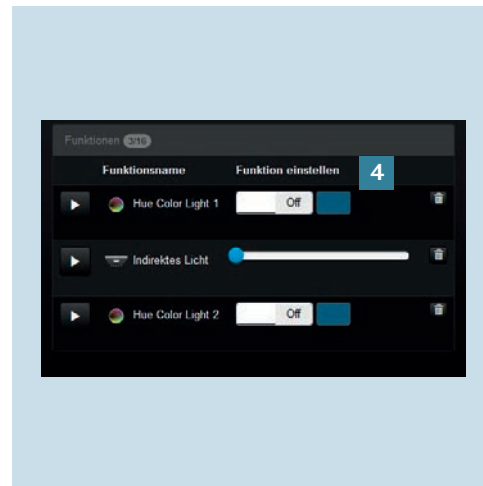 Funktionen 3/16
Funktionsname Funktion einstellen 4
Hue Color Light 1 Off
Indirektes Licht
Hue Color Light 2 Off